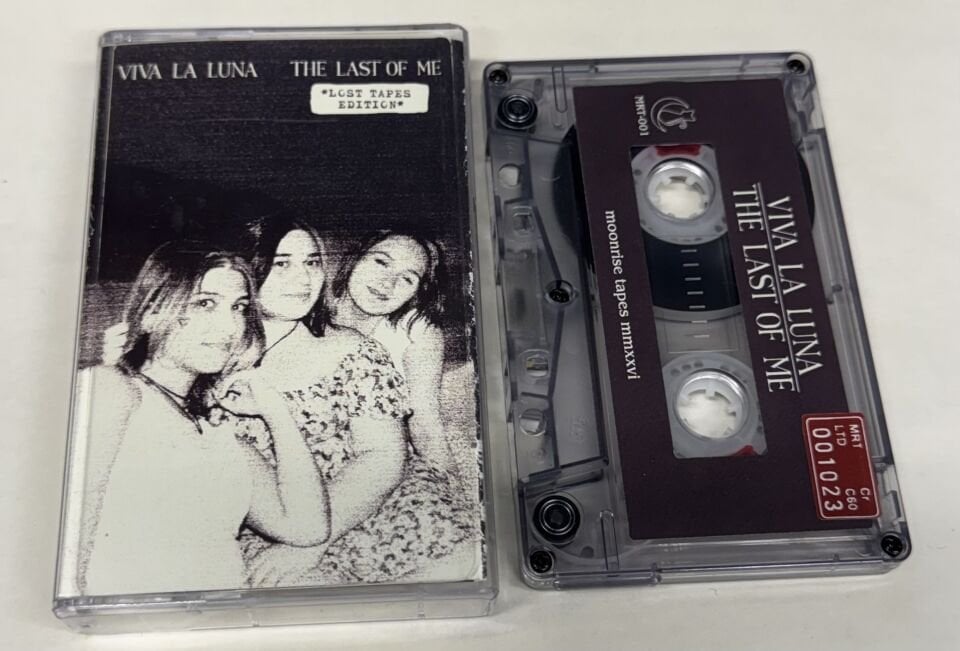 VIVA LA LUNA THE LAST OF ME
*LOST TAPES
EDITION*
MRT-001
VIVA LA LUNA
THE LAST OF ME
moonrise tapes mmxxvi
MRT Cr
LTD C60
001023